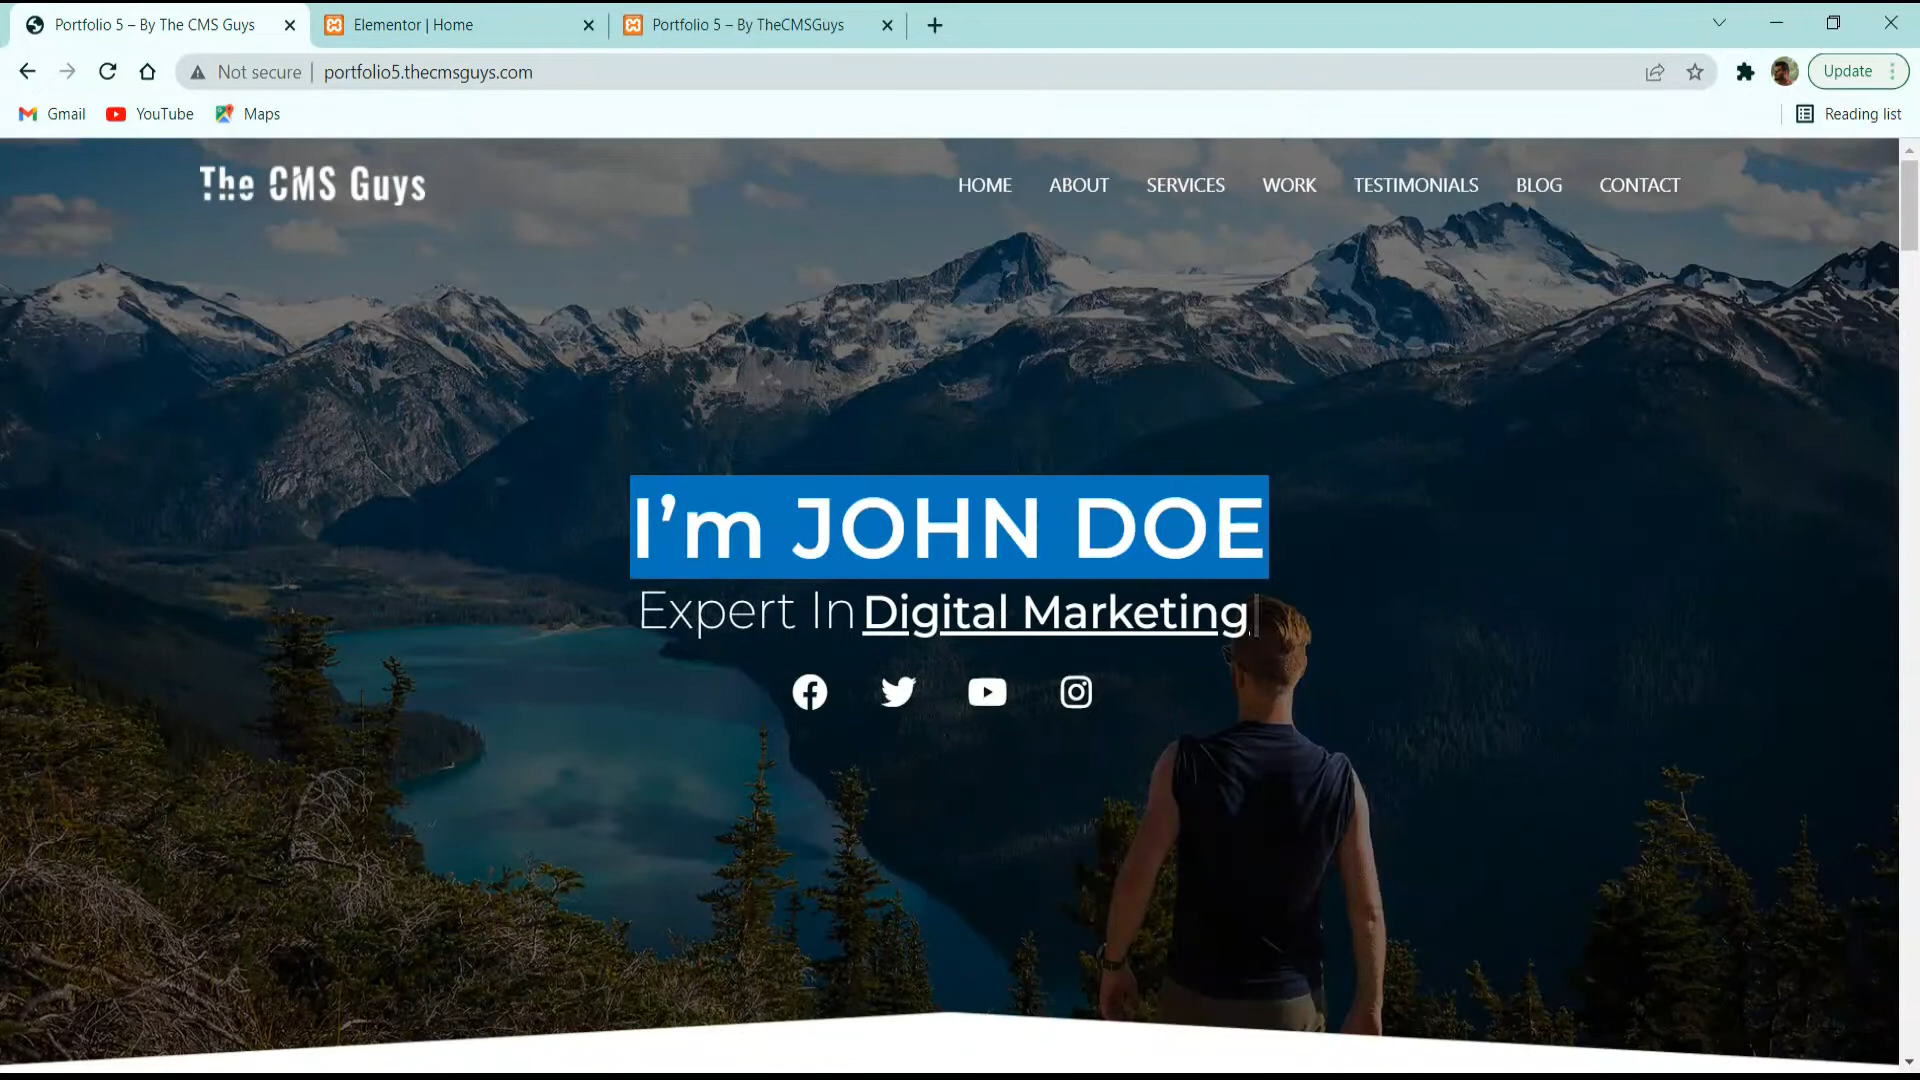 Portfolio 5 – By The CMS Guys
Elementor | Home
Portfolio 5 – By TheCMSGuys
Not secure
portfolio5.thecmsguys.com
Update
Gmail
YouTube
Maps
Reading list
The CMS Guys
HOME
ABOUT
SERVICES
WORK
TESTIMONIALS
BLOG
CONTACT
I’m JOHN DOE
Expert In Digital Marketing